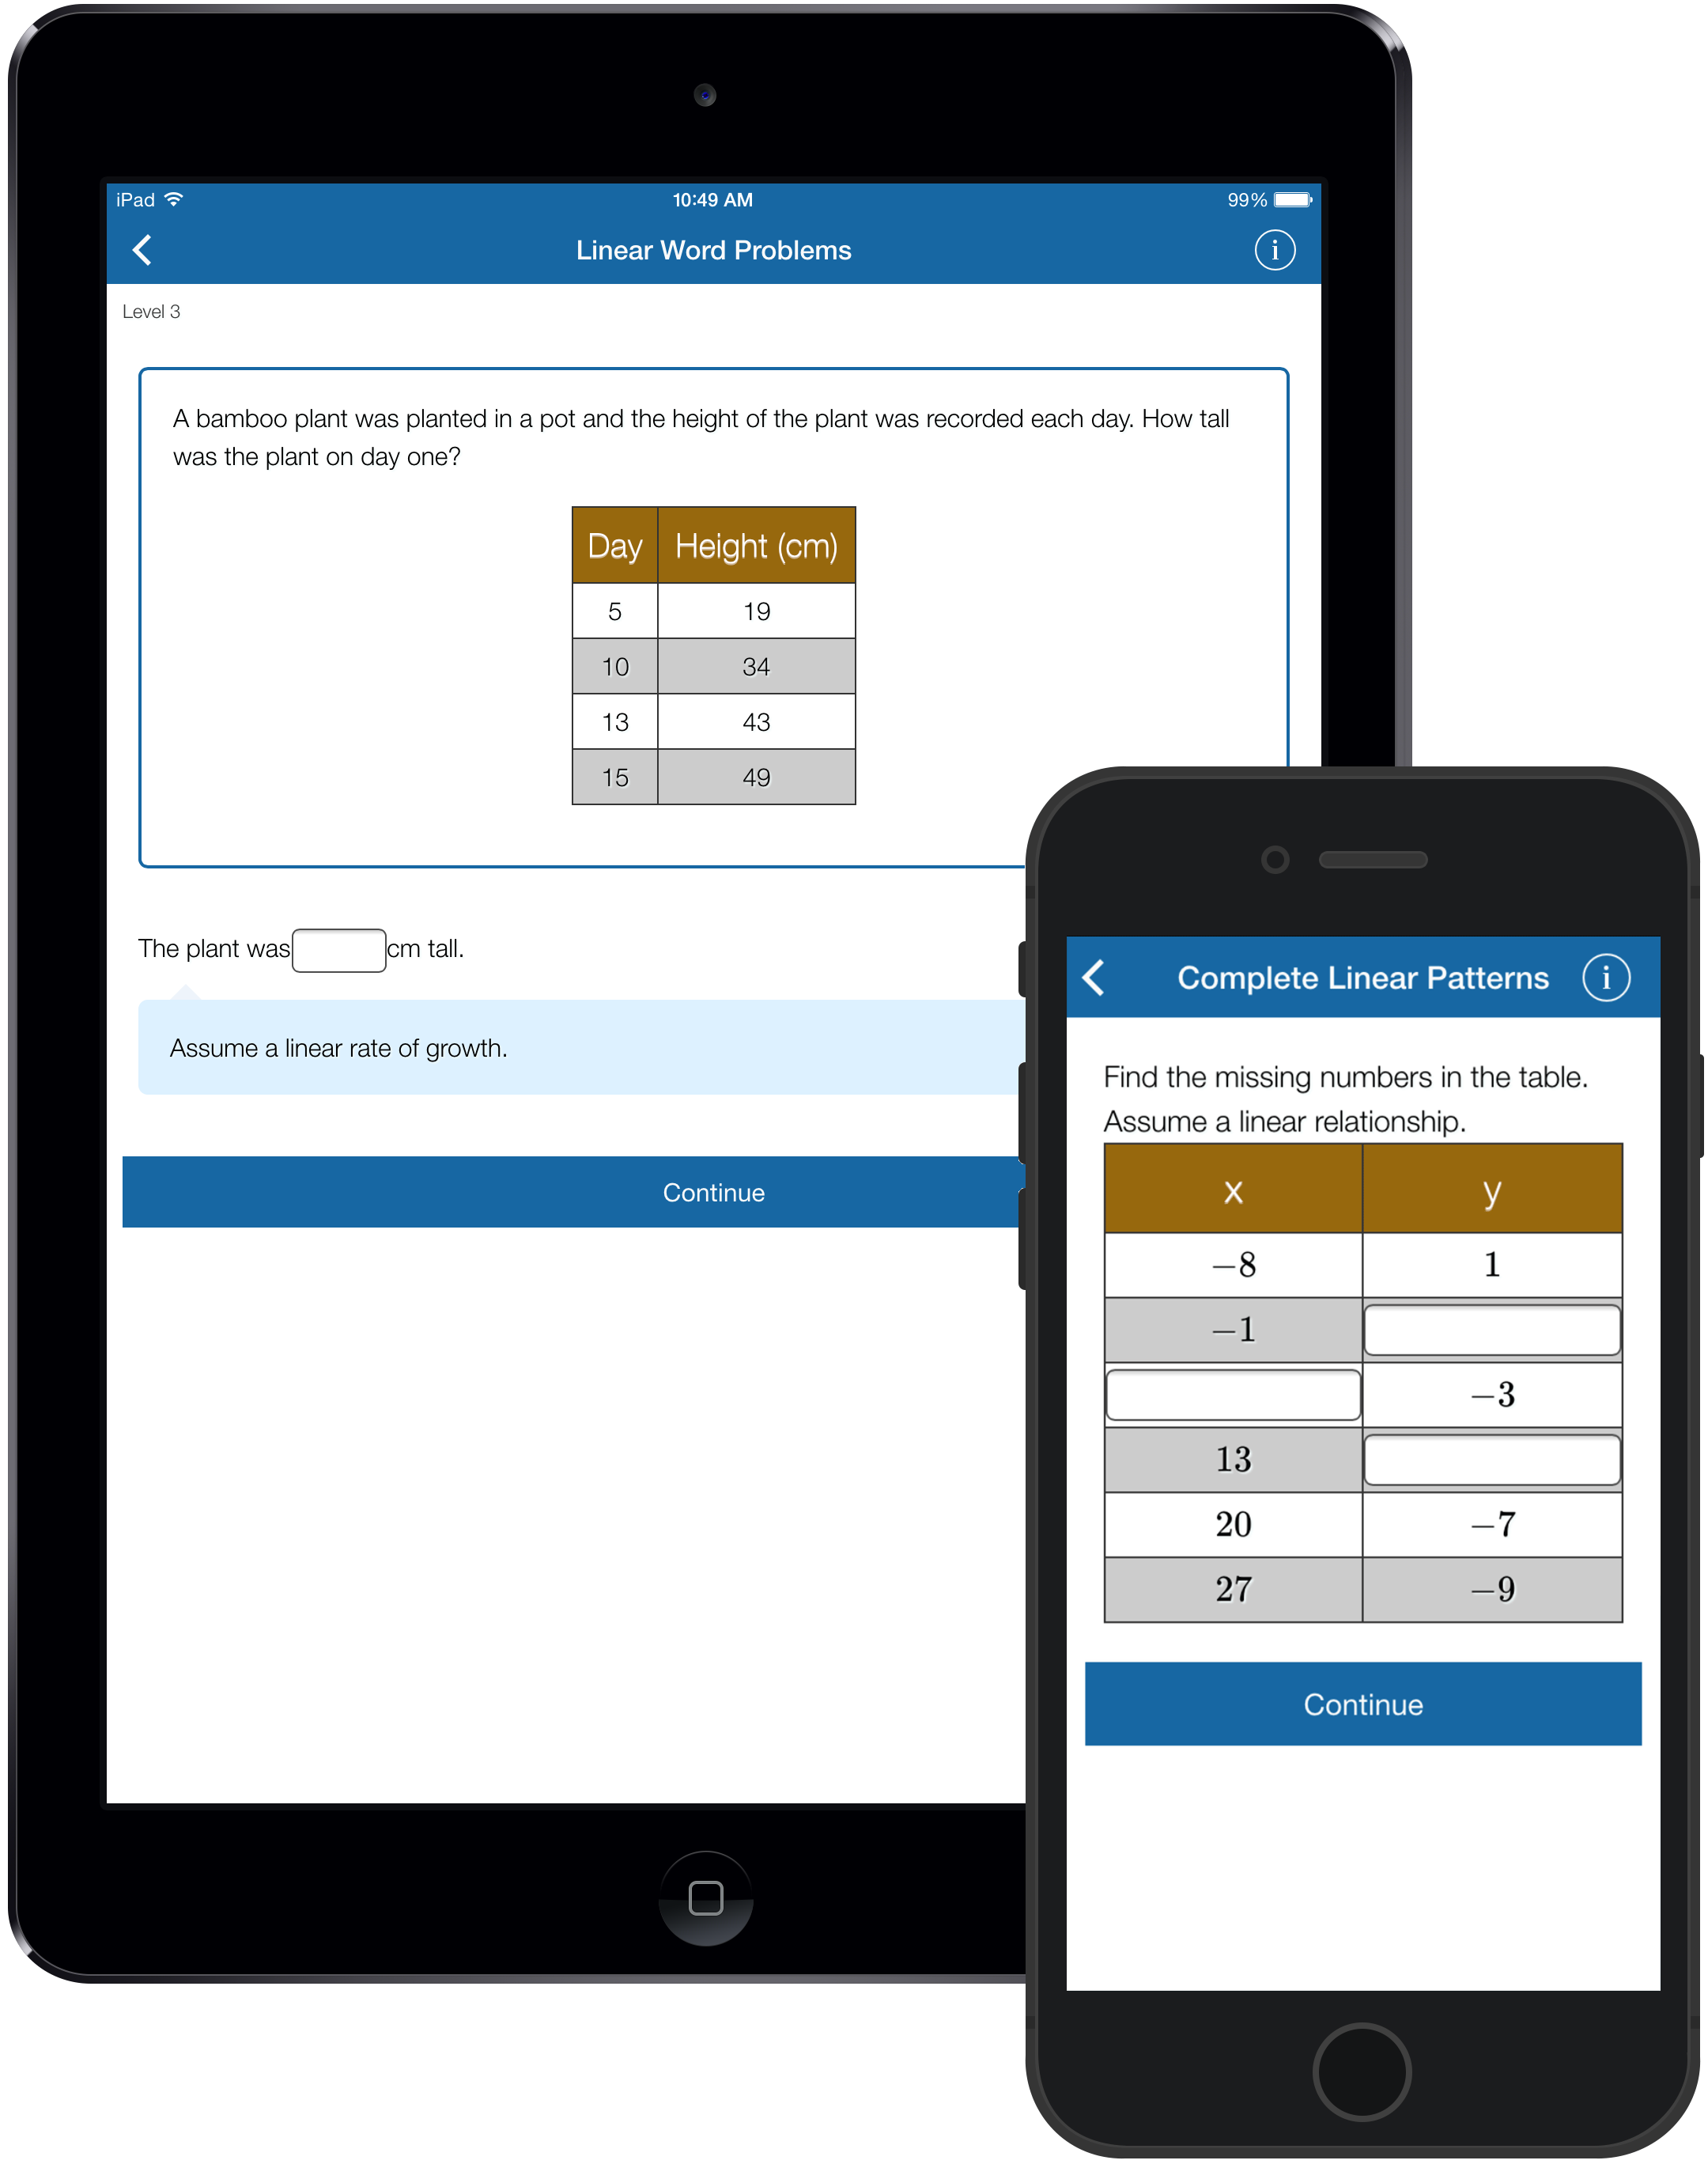 iPad 10:49 AM 99%
Linear Word Problems i
Level 3
A bamboo plant was planted in a pot and the height of the plant was recorded each day. How tall
was the plant on day one?
Day Height (cm)
5 19
10 34
13 43
15 49
The plant was cm tall.
Assume a linear rate of growth.
Continue
Complete Linear Patterns i
Find the missing numbers in the table.
Assume a linear relationship.
x y
−8 1
−1
−3
13
20 −7
27 −9
Continue